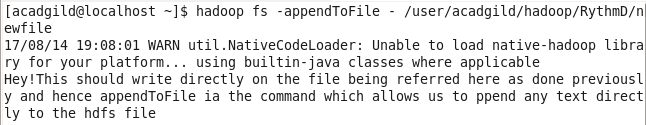 [acadgild@localhost ~]$ hadoop fs -appendToFile - /user/acadgild/hadoop/RythmD/n
ewfile
17/08/14 19:08:01 WARN util.NativeCodeLoader: Unable to load native-hadoop libra
ry for your platform... using builtin-java classes where applicable
Hey!This should write directly on the file being referred here as done previousl
y and hence appendToFile ia the command which allows us to ppend any text direct
ly to the hdfs file